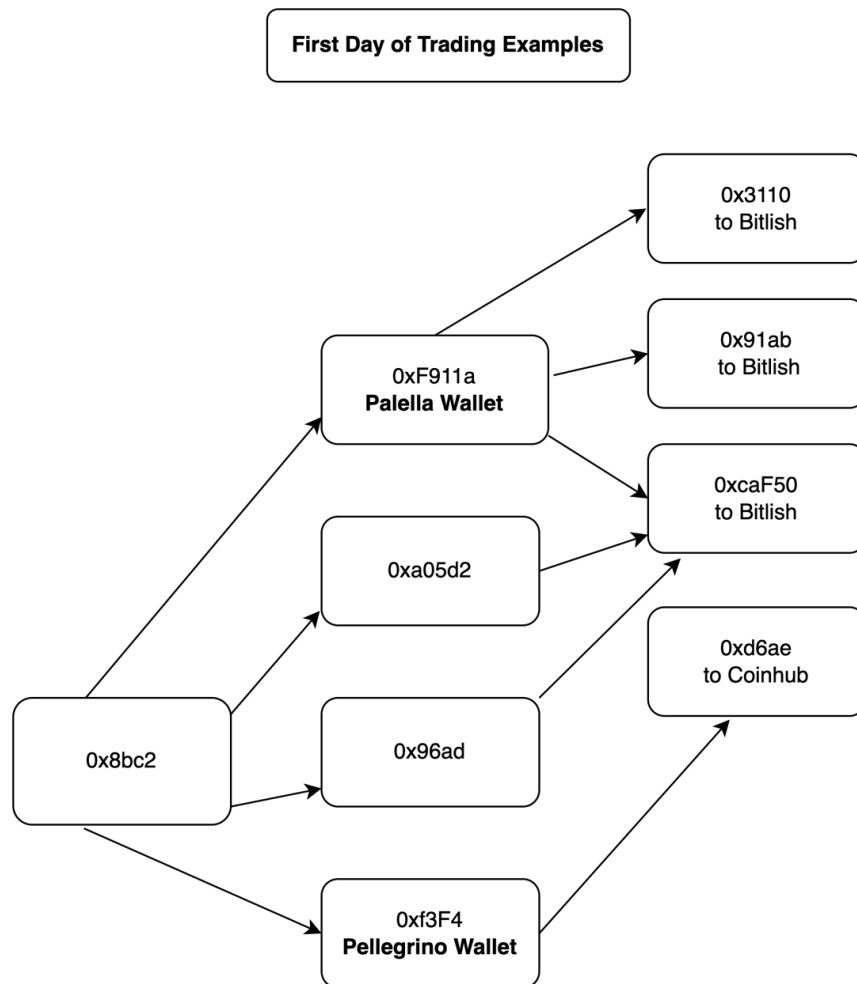 First Day of Trading Examples
0x3110
to Bitlish
0x91ab
to Bitlish
0xF911a
Palella Wallet
0xcaF50
to Bitlish
0xa05d2
0xd6ae
to Coinhub
0x8bc2
0x96ad
0xf3F4
Pellegrino Wallet